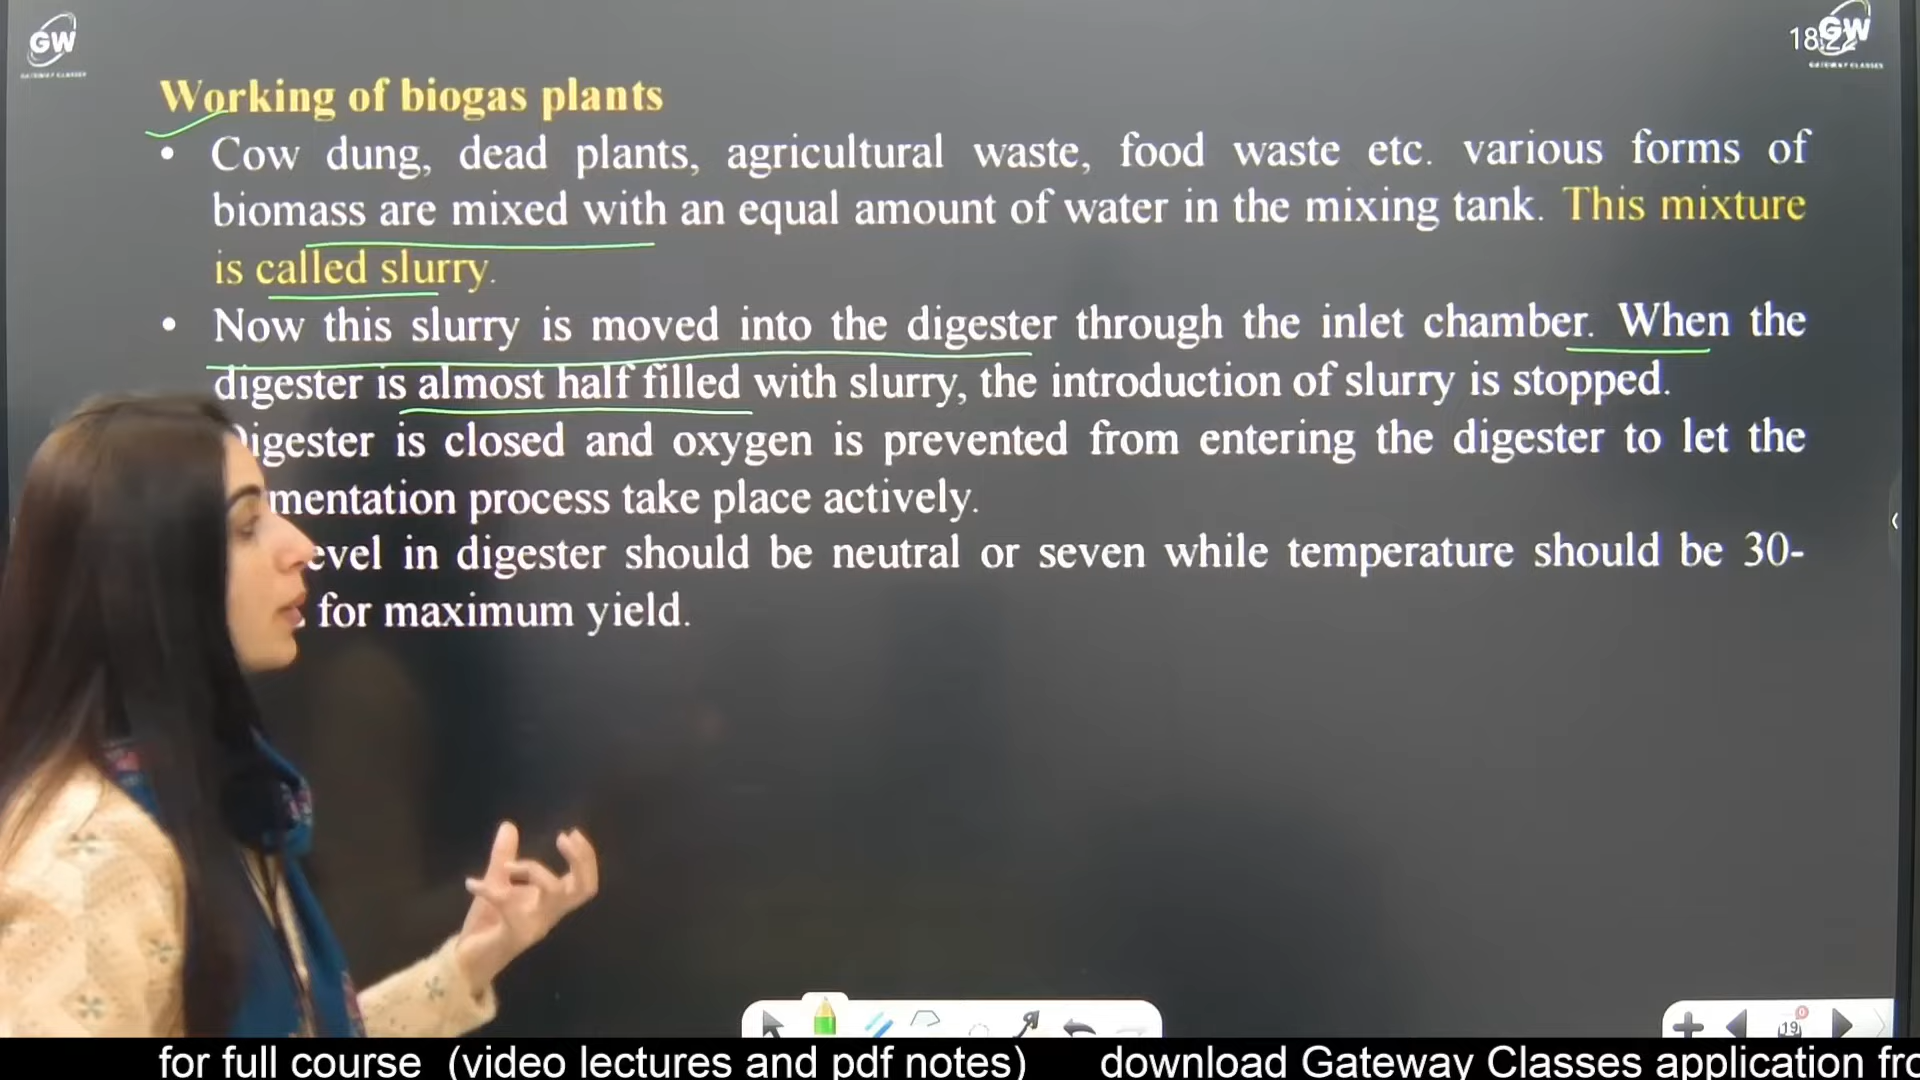 GW
GATEWAY CLASSES
GW
GATEWAY CLASSES
Working of biogas plants
• Cow dung, dead plants, agricultural waste, food waste etc. various forms of
biomass are mixed with an equal amount of water in the mixing tank. This mixture
is called slurry.
• Now this slurry is moved into the digester through the inlet chamber. When the
digester is almost half filled with slurry, the introduction of slurry is stopped.
is closed and oxygen is prevented from entering the digester to let the
process take place actively.
in digester should be neutral or seven while temperature should be 30-
for maximum yield.
19
for full course (video lectures and pdf notes) download Gateway Classes application